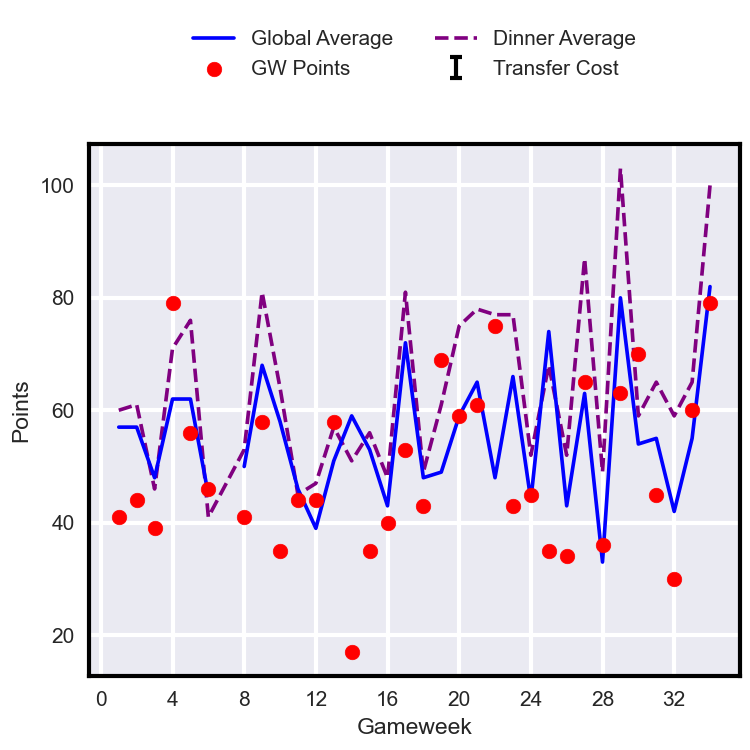 Global Average Dinner Average
GW Points Transfer Cost
100
80
60
40
20
Points
0 4 8 12 16 20 24 28 32
Gameweek